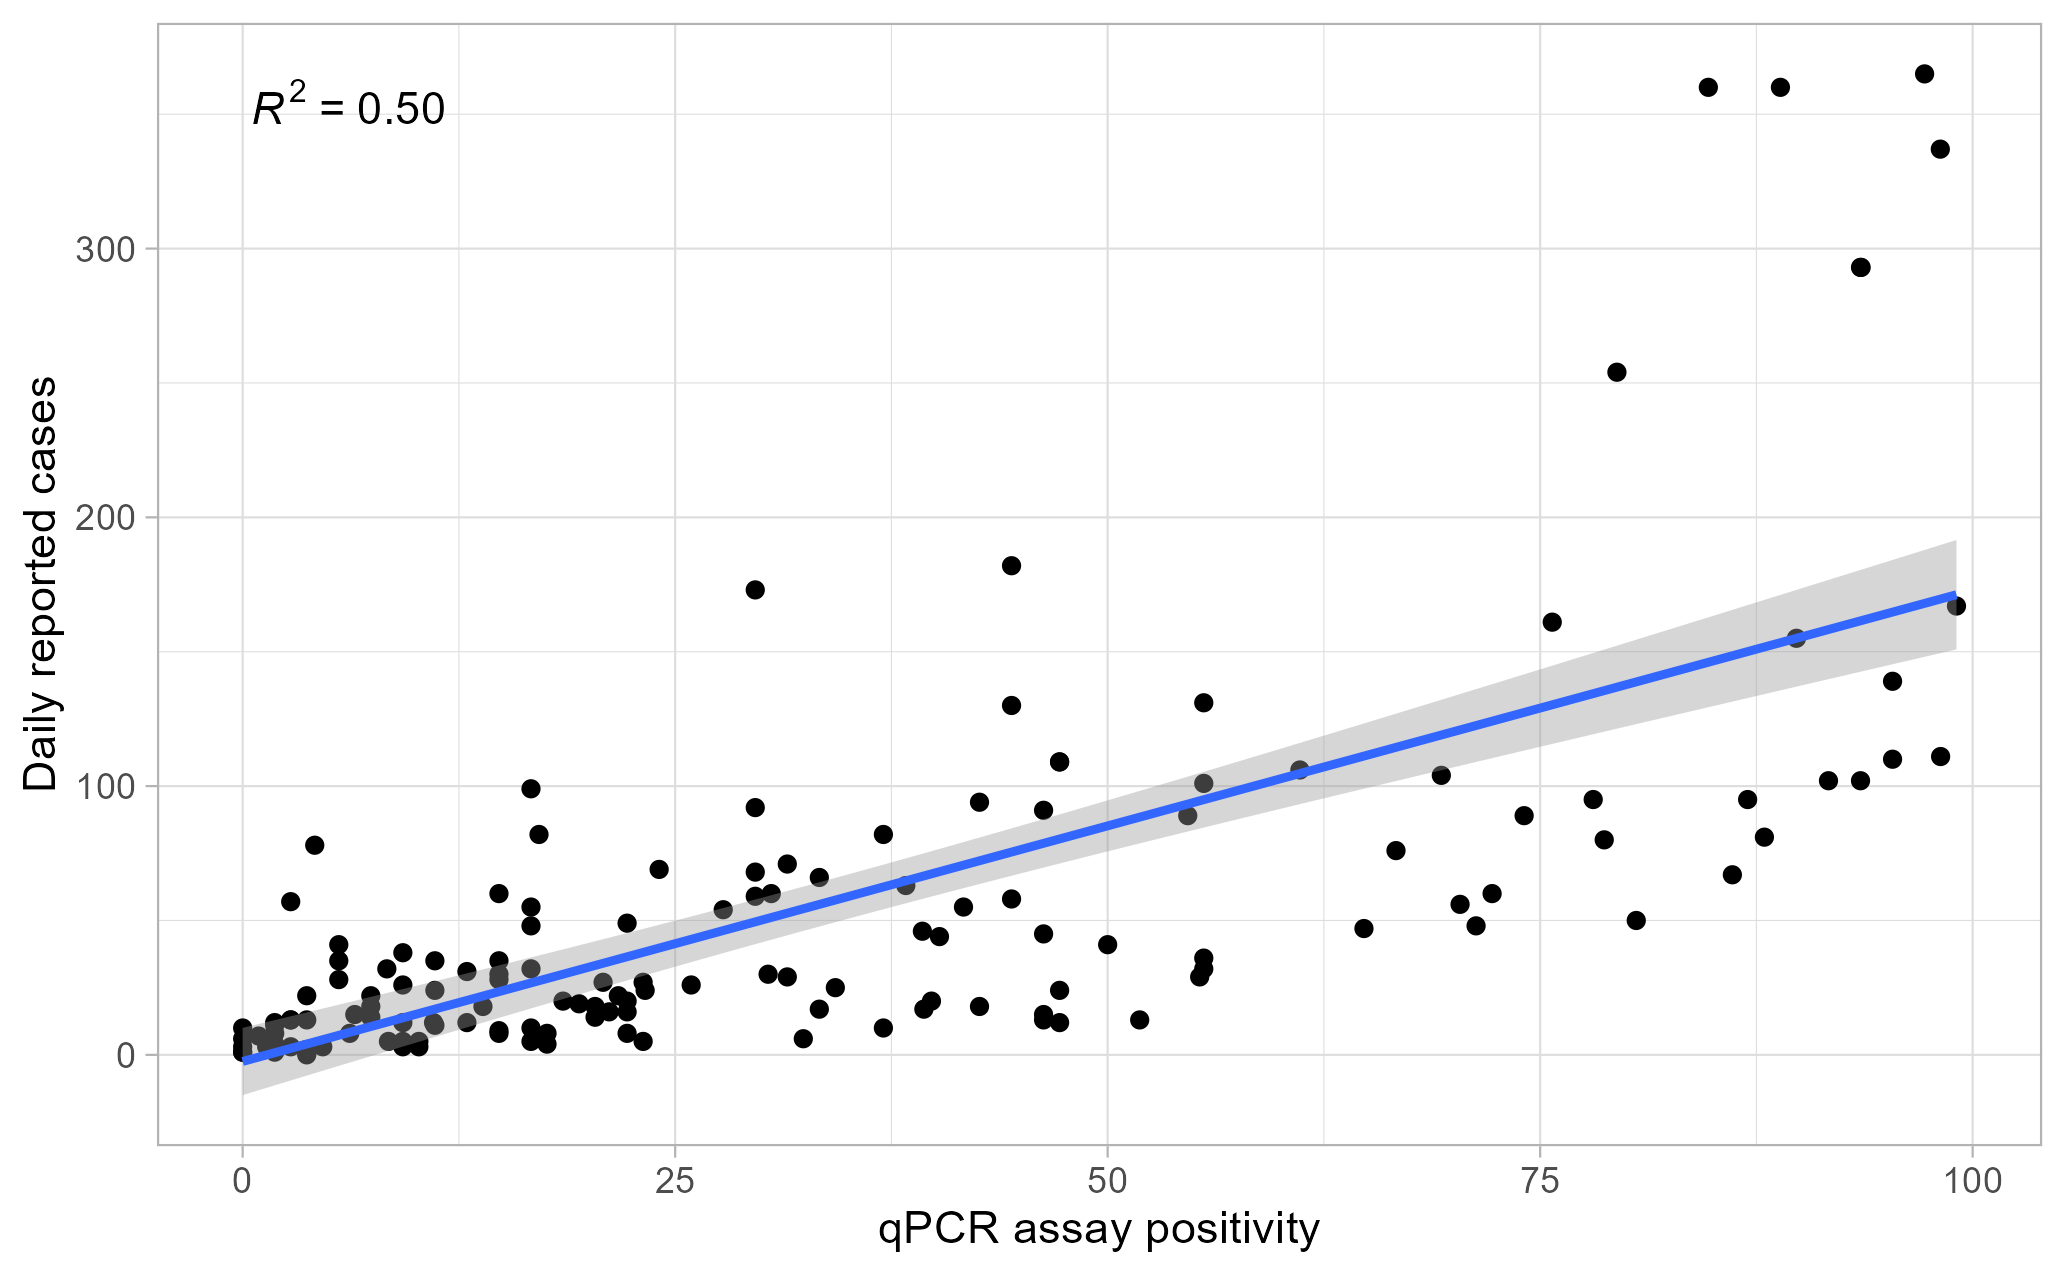 R² = 0.50
300
200
100
0
Daily reported cases
0 25 50 75 100
qPCR assay positivity